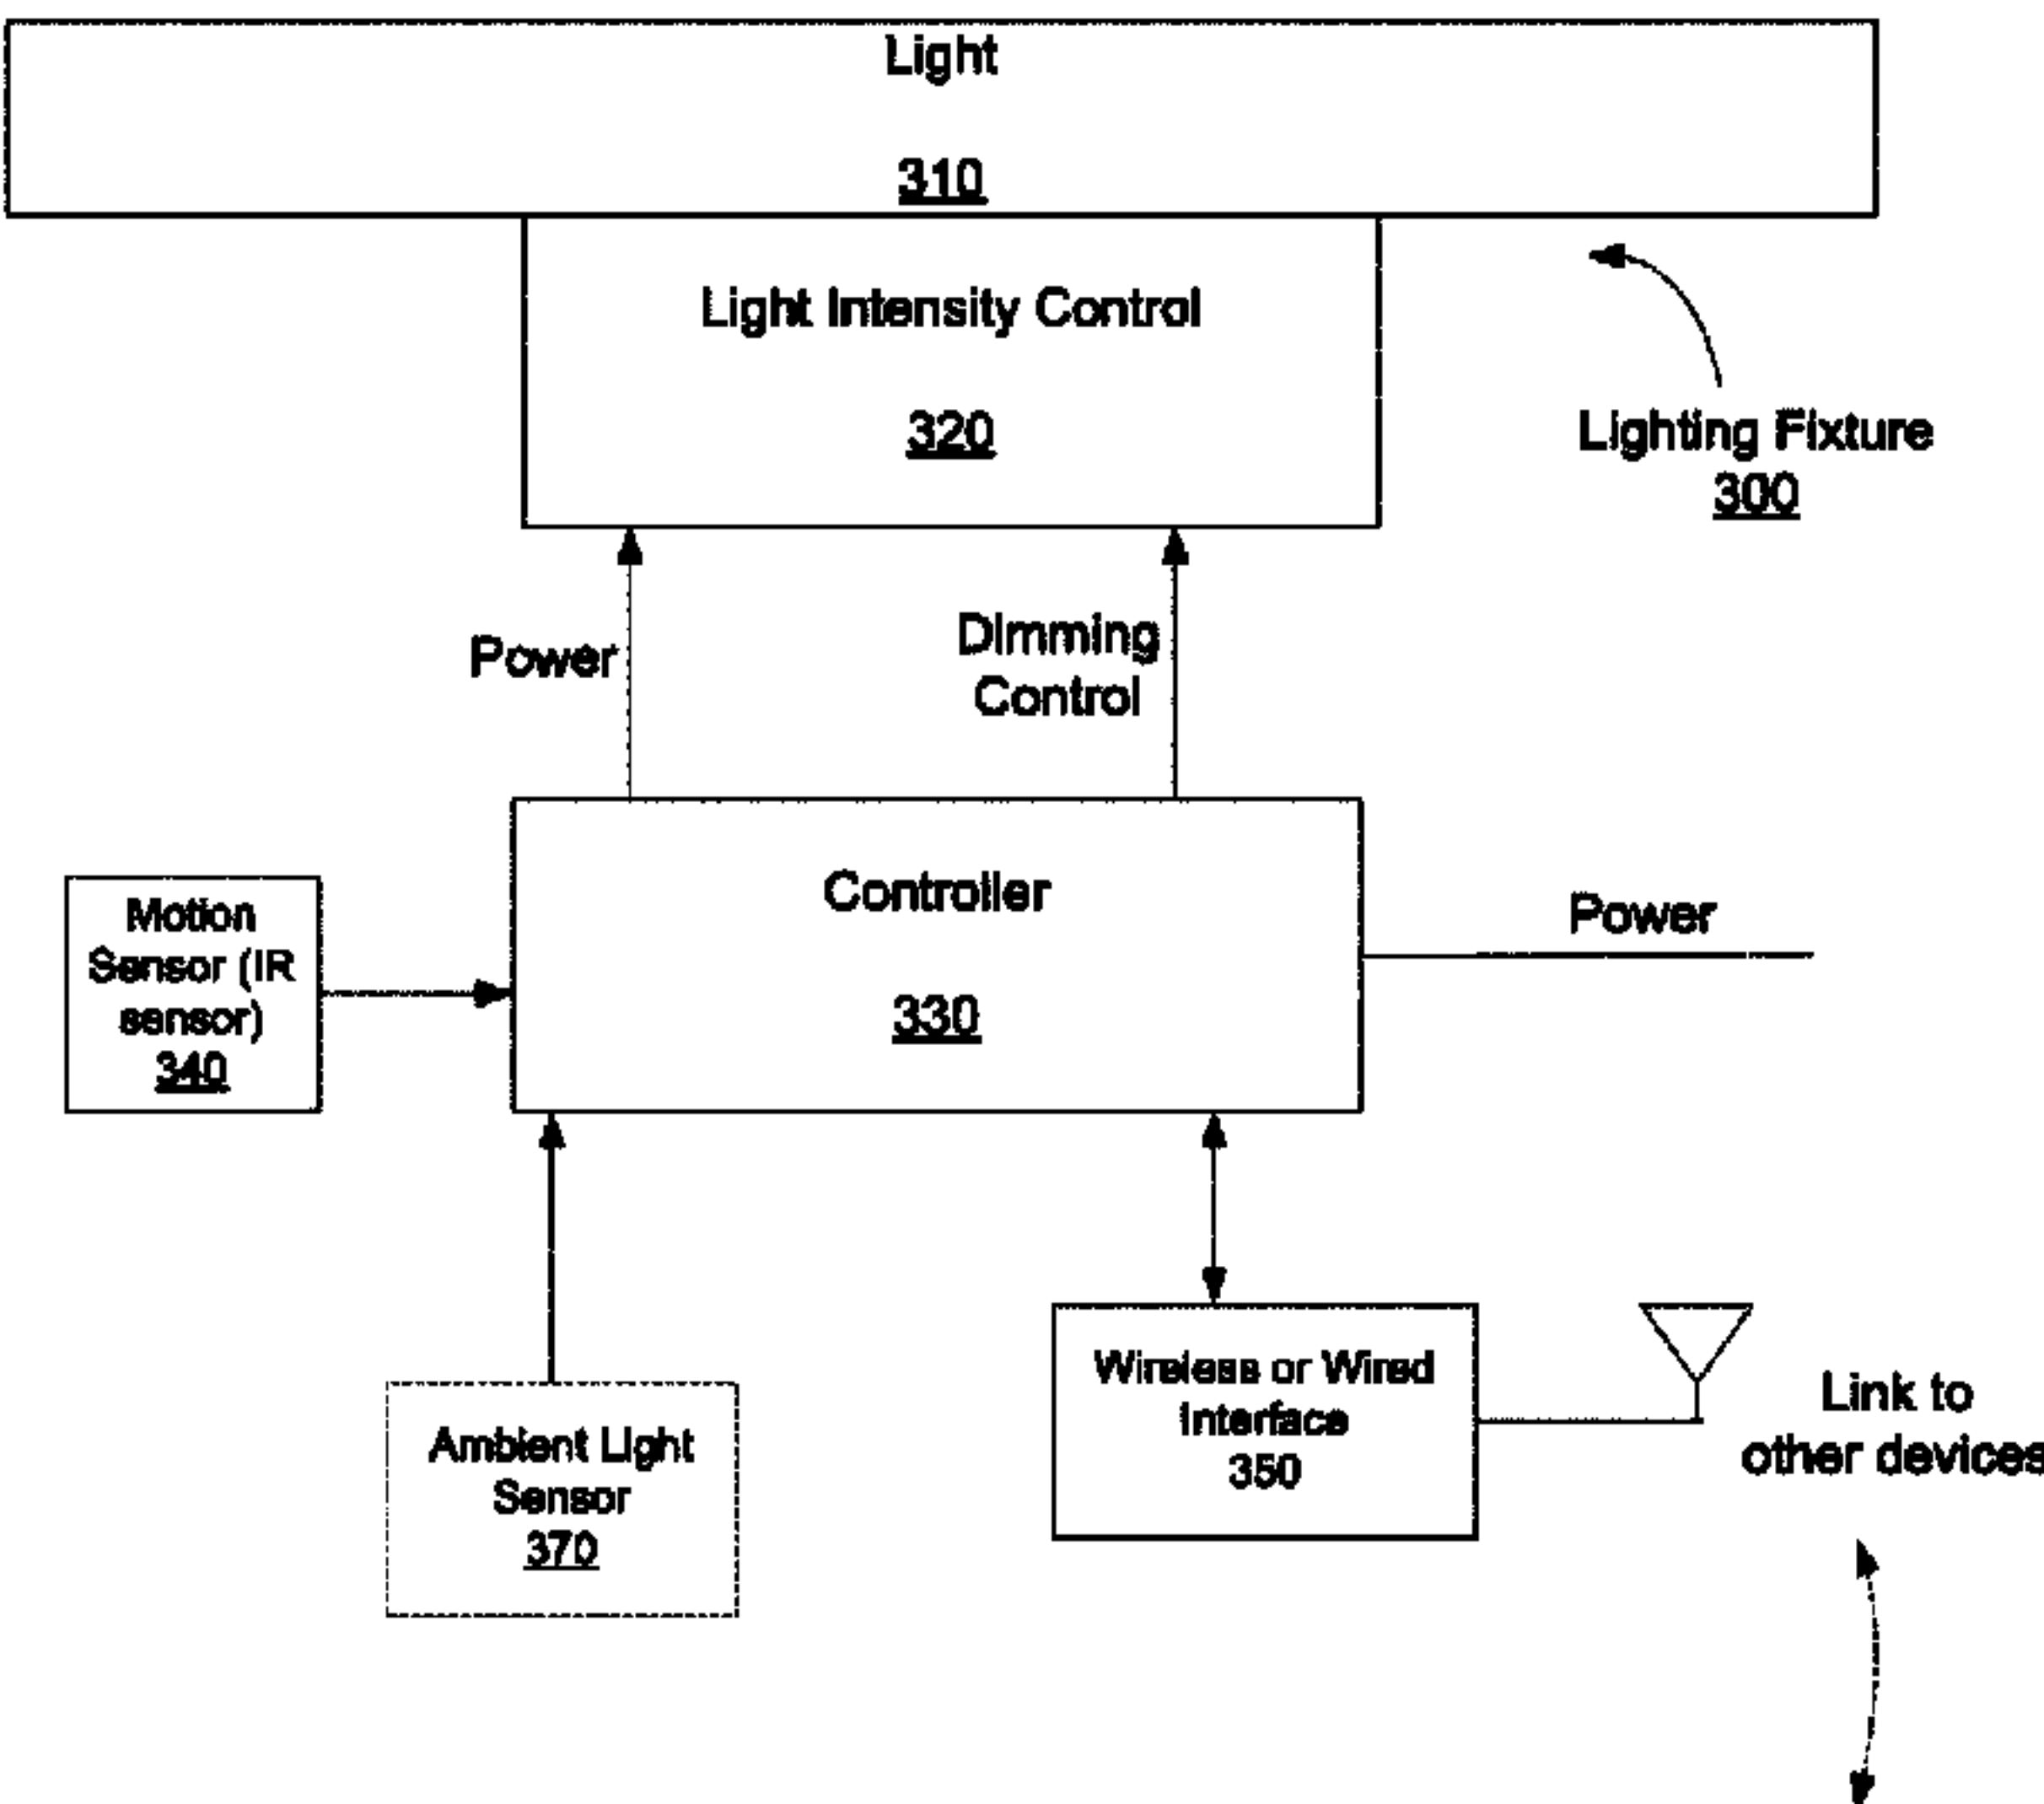 Light
310
Light Intensity Control
320
Lighting Fixture
300
Power
Dimming
Control
Controller
330
Power
Motion
Sensor (IR
sensor)
340
Wireless or Wired
Interface
350
Link to
other devices
Ambient Light
Sensor
370